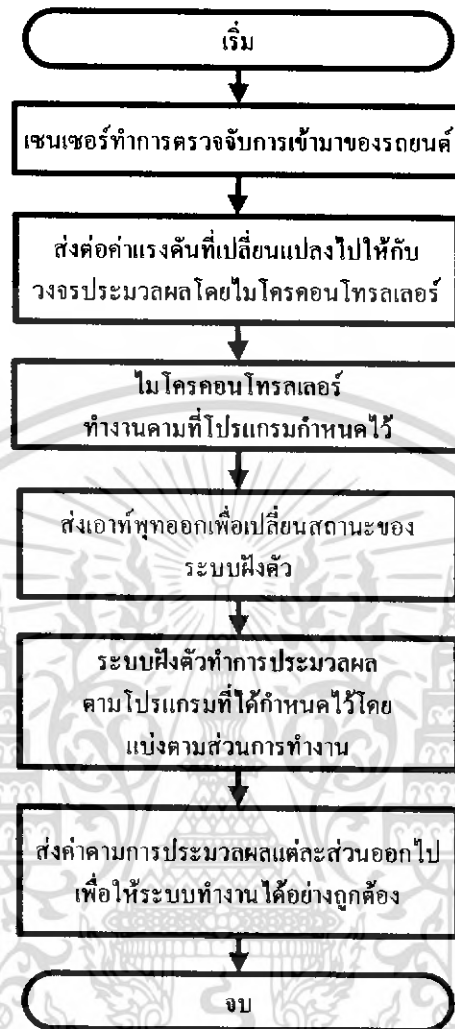 เริ่ม
เซนเซอร์ทำการตรวจจับการเข้ามาของรถยนต์
ส่งต่อค่าแรงดันที่เปลี่ยนแปลงไปให้กับ
วงจรประมวลผลโดยไมโครคอนโทรลเลอร์
ไมโครคอนโทรลเลอร์
ทำงานตามที่โปรแกรมกำหนดไว้
ส่งเอาท์พุทออกเพื่อเปลี่ยนสถานะของ
ระบบฝังตัว
ระบบฝังตัวทำการประมวลผล
ตามโปรแกรมที่ได้กำหนดไว้โดย
แบ่งตามส่วนการทำงาน
ส่งค่าตามการประมวลผลแต่ละส่วนออกไป
เพื่อให้ระบบทำงานได้อย่างถูกต้อง
จบ